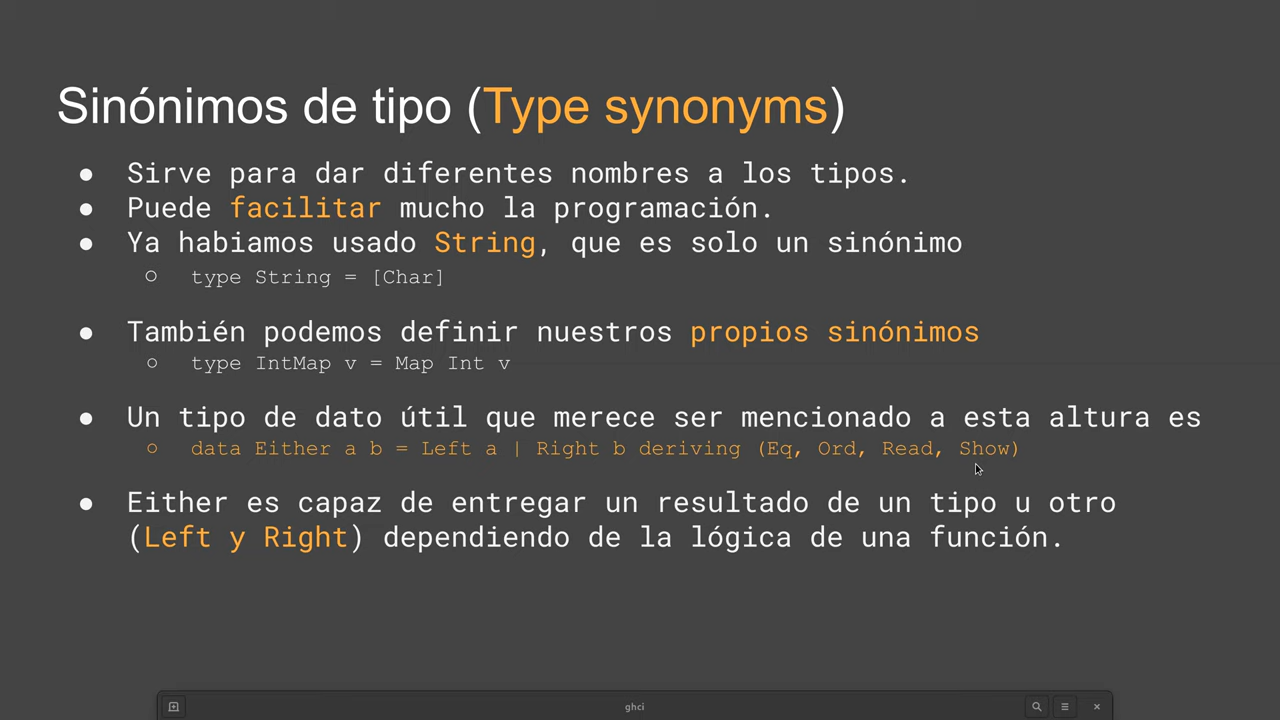 Sinónimos de tipo (Type synonyms)
● Sirve para dar diferentes nombres a los tipos.
● Puede facilitar mucho la programación.
● Ya habiamos usado String, que es solo un sinónimo
○ type String = [Char]
● También podemos definir nuestros propios sinónimos
○ type IntMap v = Map Int v
● Un tipo de dato útil que merece ser mencionado a esta altura es
○ data Either a b = Left a | Right b deriving (Eq, Ord, Read, Show)
● Either es capaz de entregar un resultado de un tipo u otro
(Left y Right) dependiendo de la lógica de una función.
ghci